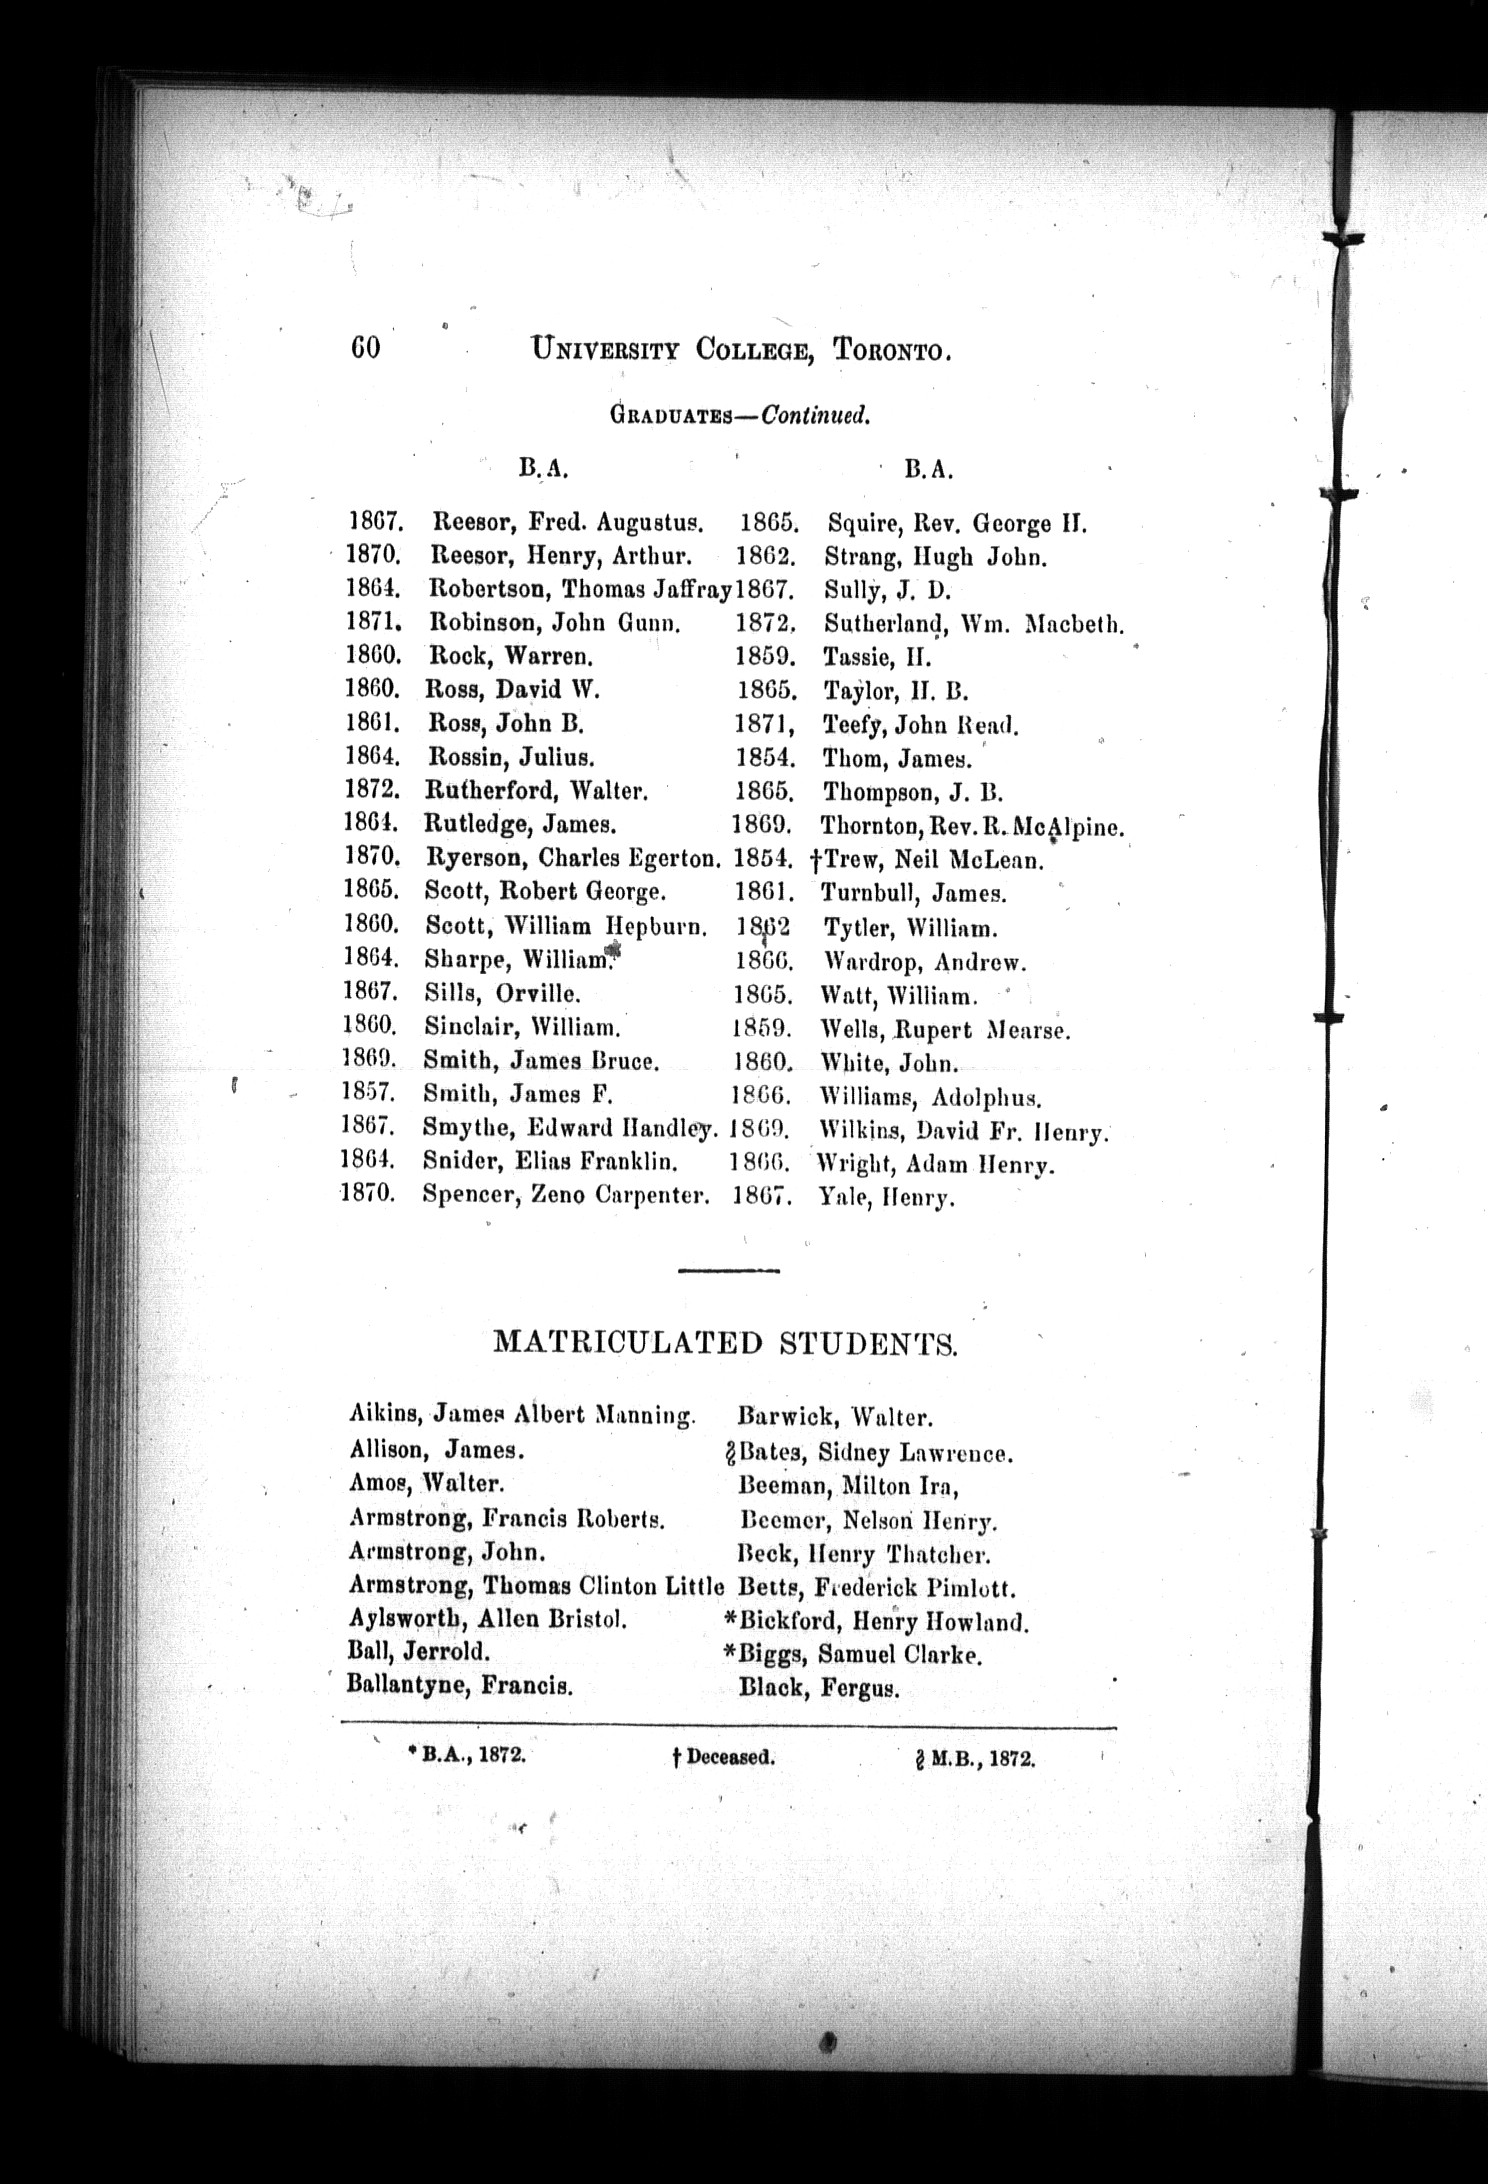 60 UNIVERSITY COLLEGE, TORONTO.
GRADUATES—Continued.
B.A.
1867. Reesor, Fred. Augustus.
1870. Reesor, Henry, Arthur.
1864. Robertson, Thomas Jaffray
1871. Robinson, John Gunn.
1860. Rock, Warren.
1860. Ross, David W.
1861. Ross, John B.
1864. Rossin, Julius.
1872. Rutherford, Walter.
1864. Rutledge, James.
1870. Ryerson, Charles Egerton.
1865. Scott, Robert George.
1860. Scott, William Hepburn.
1864. Sharpe, William.
1867. Sills, Orville.
1860. Sinclair, William.
1869. Smith, James Bruce.
1857. Smith, James F.
1867. Smythe, Edward Handley.
1864. Snider, Elias Franklin.
1870. Spencer, Zeno Carpenter.
B.A.
1865. Squire, Rev. George H.
1862. Strang, Hugh John.
1867. Sully, J. D.
1872. Sutherland, Wm. Macbeth.
1859. Tassie, H.
1865. Taylor, H. B.
1871, Teefy, John Read.
1854. Thom, James.
1865. Thompson, J. B.
1869. Thornton, Rev. R. McAlpine.
1854. †Trew, Neil McLean.
1861. Turnbull, James.
1862 Tytler, William.
1866. Wardrop, Andrew.
1865. Watt, William.
1859. Wells, Rupert Mearse.
1860. White, John.
1866. Williams, Adolphus.
1869. Wilkins, David Fr. Henry.
1866. Wright, Adam Henry.
1867. Yale, Henry.
MATRICULATED STUDENTS.
Aikins, James Albert Manning.
Allison, James.
Amos, Walter.
Armstrong, Francis Roberts.
Armstrong, John.
Armstrong, Thomas Clinton Little
Aylsworth, Allen Bristol.
Ball, Jerrold.
Ballantyne, Francis.
Barwick, Walter.
§Bates, Sidney Lawrence.
Beeman, Milton Ira,
Beemer, Nelson Henry.
Beck, Henry Thatcher.
Betts, Frederick Pimlott.
*Bickford, Henry Howland.
*Biggs, Samuel Clarke.
Black, Fergus.
* B.A., 1872. † Deceased. § M.B., 1872.